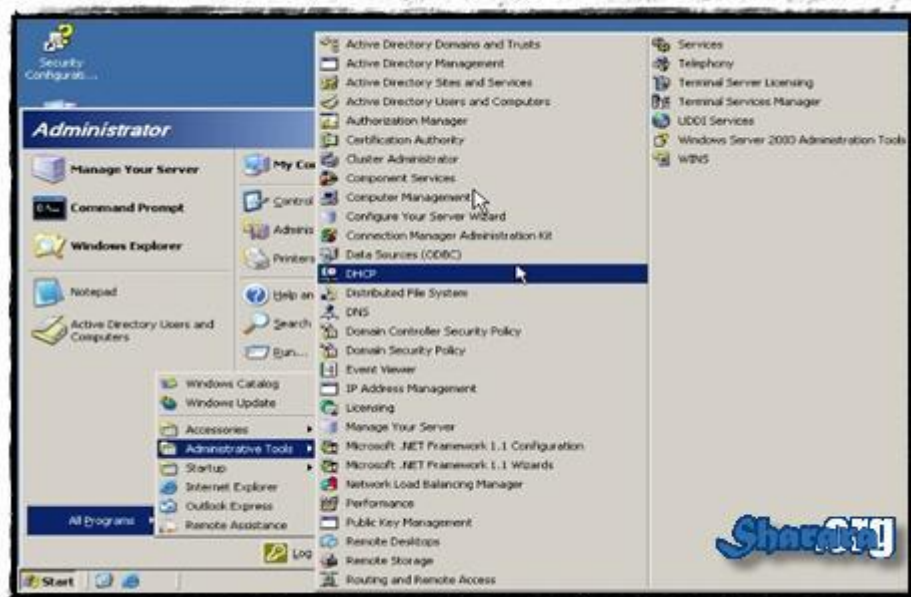 Security
Configurati...
Administrator
Manage Your Server
Command Prompt
Windows Explorer
Notepad
Active Directory Users and
Computers
My Co
Control
Adminis
Printers
Help an
Search
Run...
Windows Catalog
Windows Update
Accessories
Administrative Tools
Startup
Internet Explorer
Outlook Express
Remote Assistance
All Programs
Log
Start
Active Directory Domains and Trusts
Active Directory Management
Active Directory Sites and Services
Active Directory Users and Computers
Authorization Manager
Certification Authority
Cluster Administrator
Component Services
Computer Management
Configure Your Server Wizard
Connection Manager Administration Kit
Data Sources (ODBC)
DHCP
Distributed File System
DNS
Domain Controller Security Policy
Domain Security Policy
Event Viewer
IP Address Management
Licensing
Manage Your Server
Microsoft .NET Framework 1.1 Configuration
Microsoft .NET Framework 1.1 Wizards
Network Load Balancing Manager
Performance
Public Key Management
Remote Desktops
Remote Storage
Routing and Remote Access
Services
Telephony
Terminal Server Licensing
Terminal Services Manager
UDDI Services
Windows Server 2003 Administration Tools
WINS